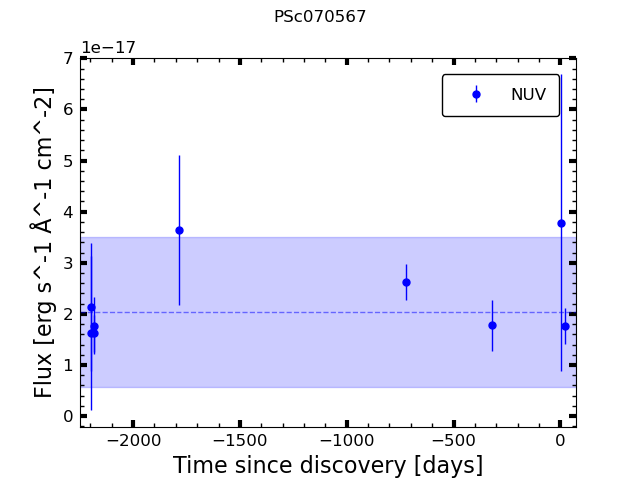 PSc070567
1e−17
7
6
5
4
3
2
1
0
Flux [erg s^-1 Å^-1 cm^-2]
NUV
−2000 −1500 −1000 −500 0
Time since discovery [days]